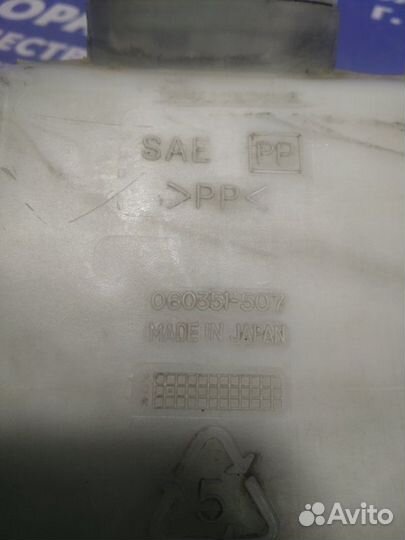 SAE PP
>PP<
060351-507
MADE IN JAPAN
5
Avito